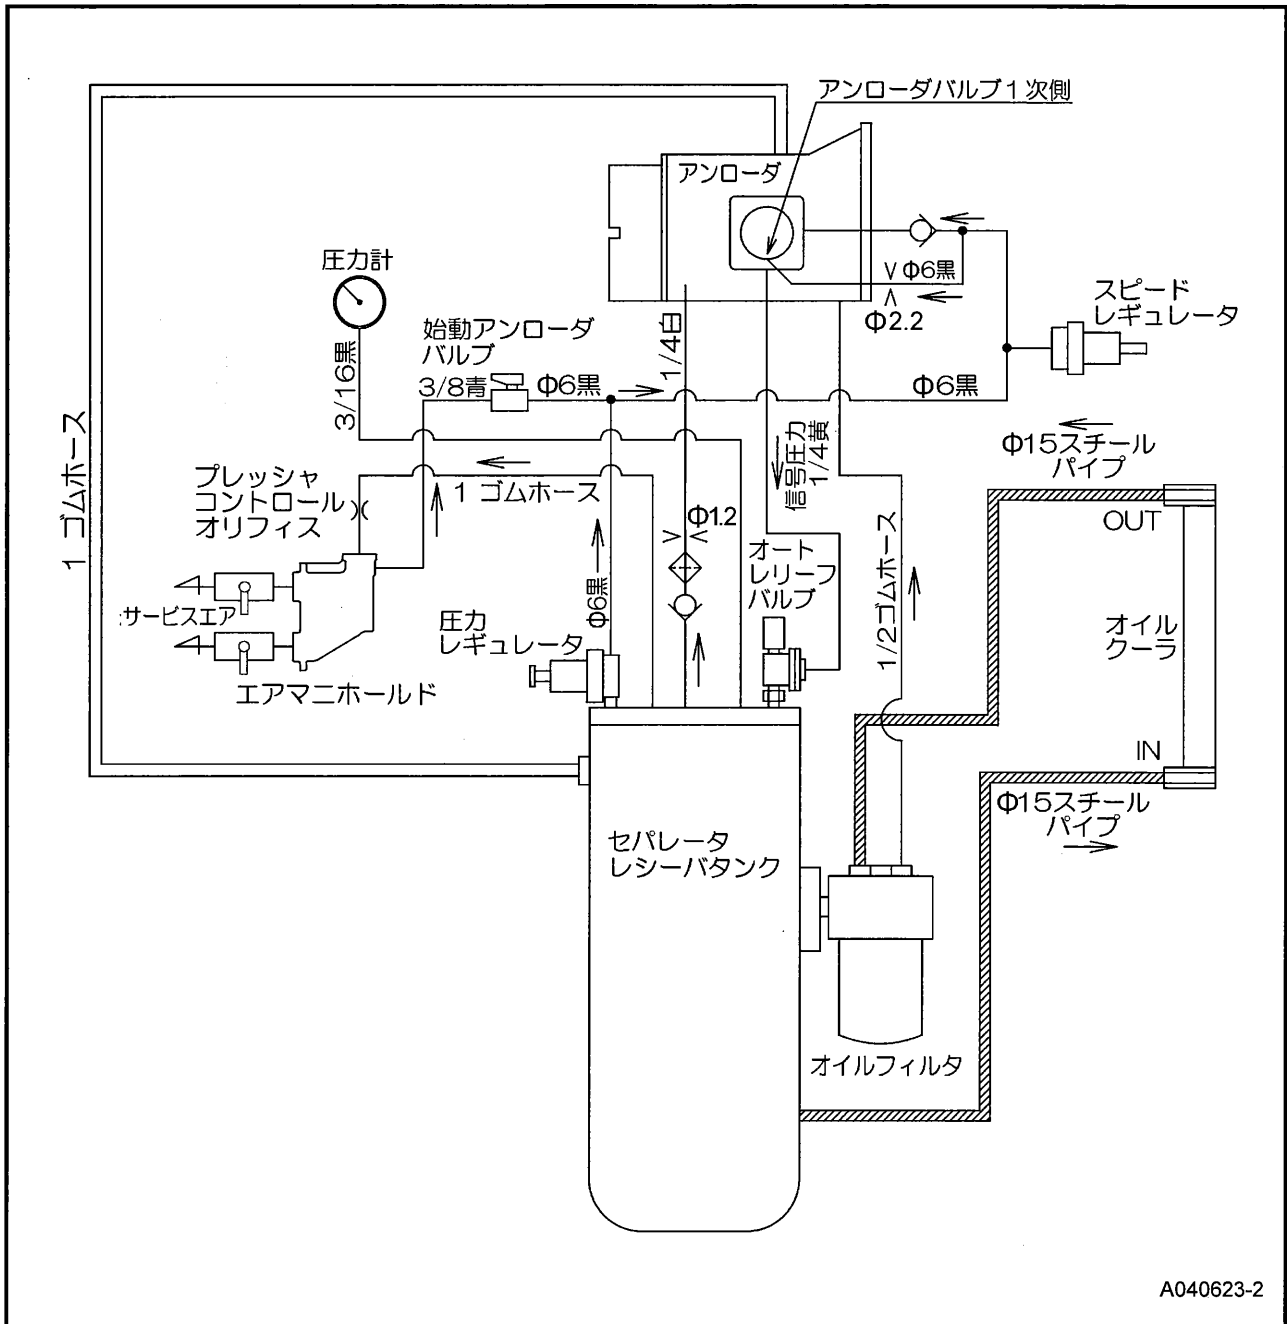 アンローダバルブ1次側
アンローダ
圧力計
Φ6黒
Φ2.2
スピード
レギュレータ
始動アンローダ
バルブ
3/8青
Φ6黒
1/4白
Φ6黒
3/16黒
1 ゴムホース
プレッシャ
コントロール
オリフィス
1 ゴムホース
信号圧力
1/4黄
Φ15スチール
パイプ
OUT
Φ1.2
オート
レリーフ
バルブ
1/2ゴムホース
Φ6黒
サービスエア
圧力
レギュレータ
オイル
クーラ
エアマニホールド
IN
Φ15スチール
パイプ
セパレータ
レシーバタンク
オイルフィルタ
A040623-2